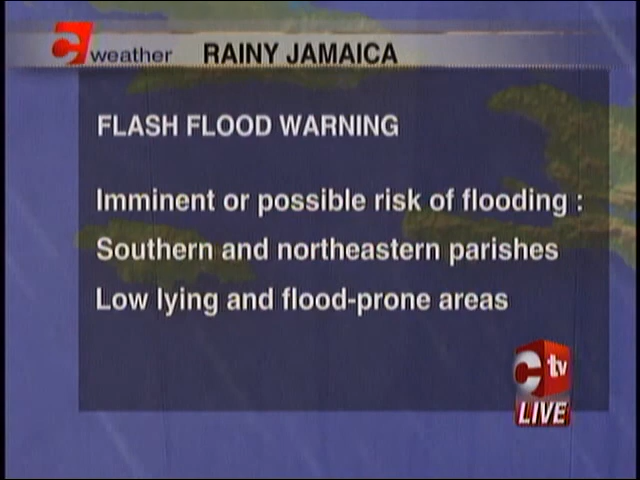 C weather RAINY JAMAICA
FLASH FLOOD WARNING
Imminent or possible risk of flooding :
Southern and northeastern parishes
Low lying and flood-prone areas
C tv
LIVE